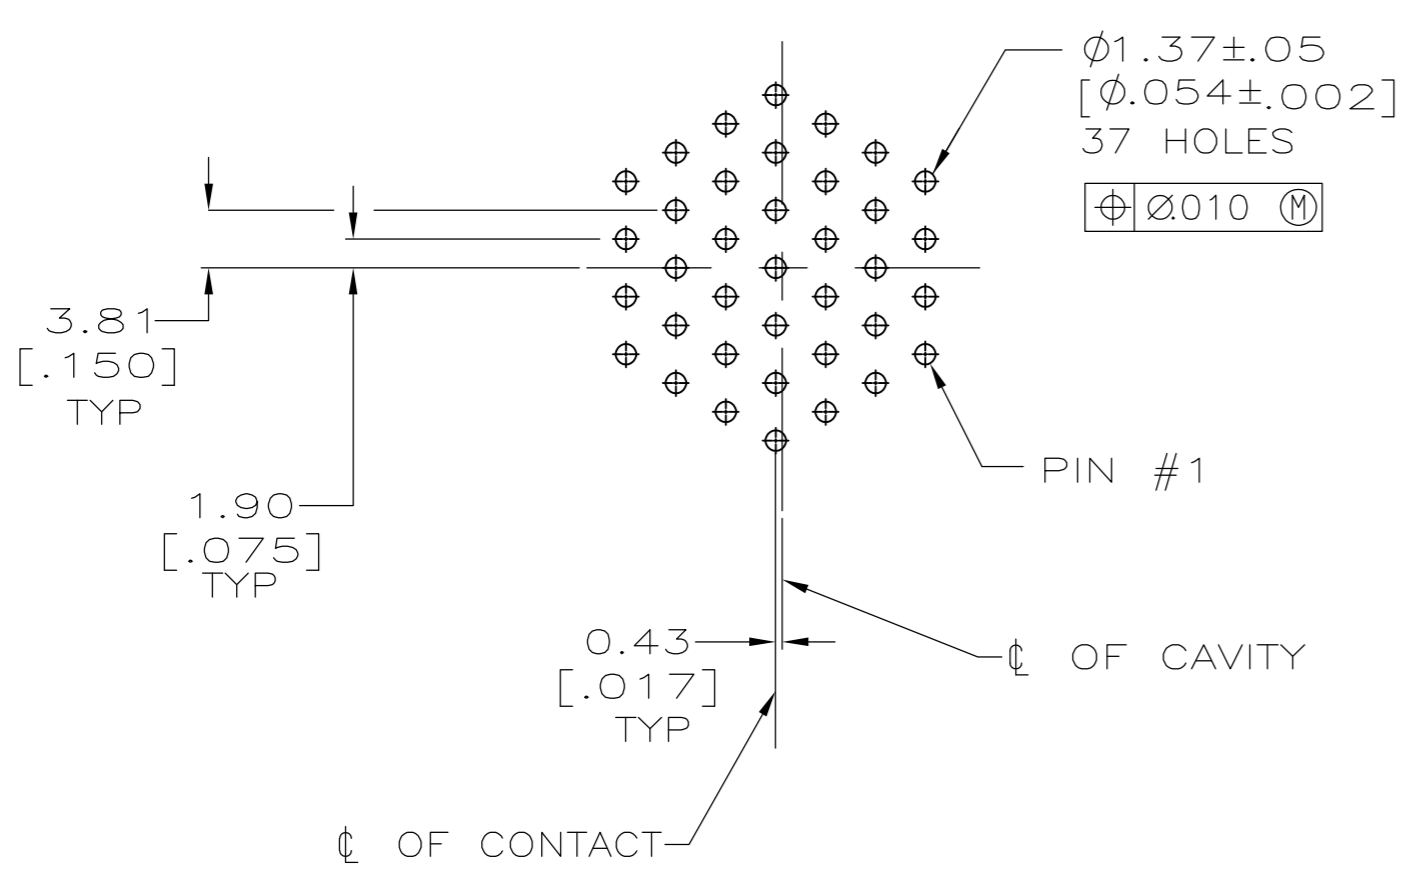 Ø1.37±.05
[Ø.054±.002]
37 HOLES
⌖ Ø.010 Ⓜ
3.81
[.150]
TYP
PIN #1
1.90
[.075]
TYP
0.43
[.017]
TYP
℄ OF CAVITY
℄ OF CONTACT